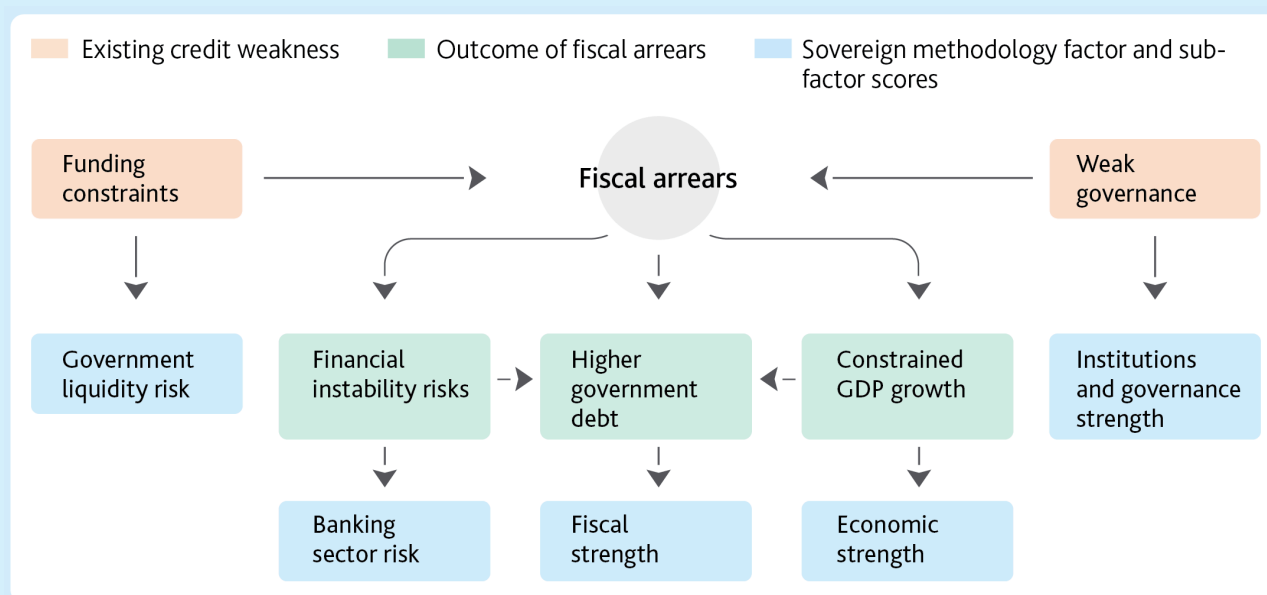 Existing credit weakness
Outcome of fiscal arrears
Sovereign methodology factor and sub-
factor scores
Funding
constraints
Fiscal arrears
Weak
governance
Government
liquidity risk
Financial
instability risks
Higher
government
debt
Constrained
GDP growth
Institutions
and governance
strength
Banking
sector risk
Fiscal
strength
Economic
strength